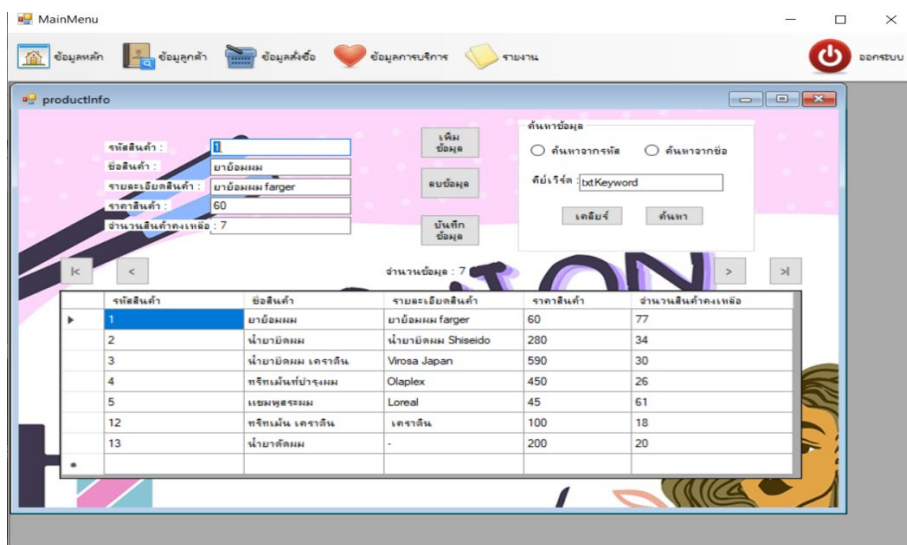 MainMenu
ข้อมูลหลัก ข้อมูลลูกค้า ข้อมูลสั่งซื้อ ข้อมูลการบริการ รายงาน ออกระบบ
productInfo
รหัสสินค้า : 1
ชื่อสินค้า : ยาย้อมผม
รายละเอียดสินค้า : ยาย้อมผม farger
ราคาสินค้า : 60
จำนวนสินค้าคงเหลือ : 7
เพิ่ม
ข้อมูล
ลบข้อมูล
บันทึก
ข้อมูล
ค้นหาข้อมูล
ค้นหาจากรหัส ค้นหาจากชื่อ
คีย์เวิร์ด : txtKeyword
เคลียร์ ค้นหา
|< < จำนวนข้อมูล : 7 > >|
รหัสสินค้า ชื่อสินค้า รายละเอียดสินค้า ราคาสินค้า จำนวนสินค้าคงเหลือ
1 ยาย้อมผม ยาย้อมผม farger 60 77
2 น้ำยายืดผม น้ำยายืดผม Shiseido 280 34
3 น้ำยายืดผม เคราติน Virosa Japan 590 30
4 ทรีทเม้นท์บำรุงผม Olaplex 450 26
5 แชมพูสระผม Loreal 45 61
12 ทรีทเม้น เคราติน เคราติน 100 18
13 น้ำยาดัดผม - 200 20